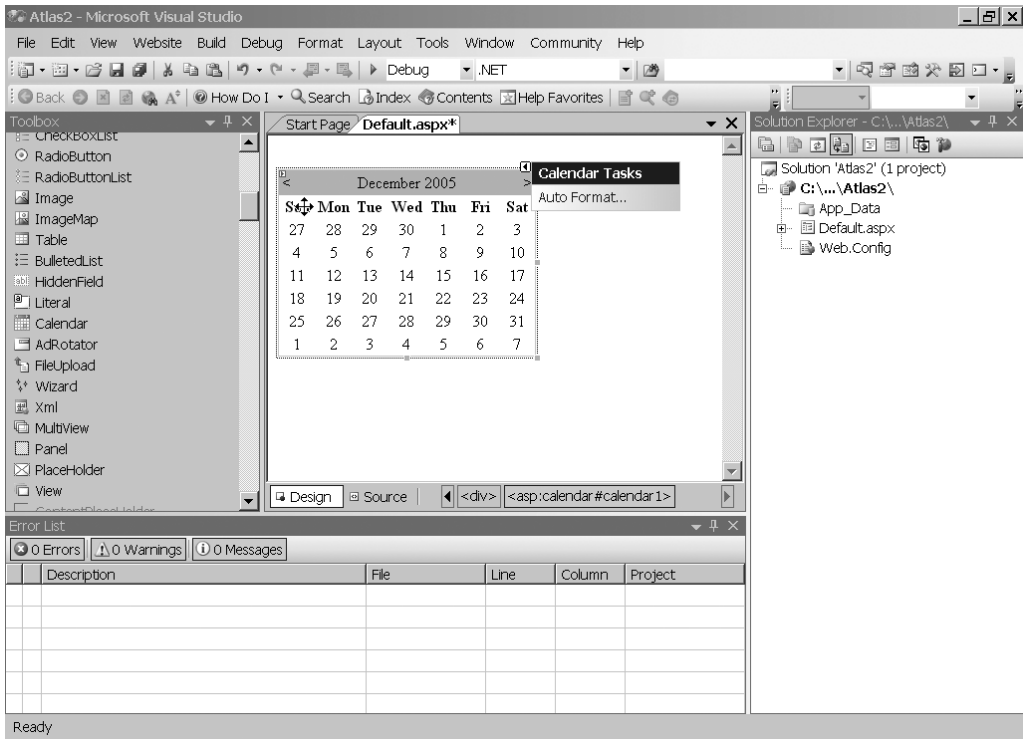 Atlas2 - Microsoft Visual Studio
File Edit View Website Build Debug Format Layout Tools Window Community Help
Debug .NET
Back How Do I Search Index Contents Help Favorites
Toolbox
CheckBoxList
RadioButton
RadioButtonList
Image
ImageMap
Table
BulletedList
HiddenField
Literal
Calendar
AdRotator
FileUpload
Wizard
Xml
MultiView
Panel
PlaceHolder
View
ContentPlaceHolder
Start Page Default.aspx*
< December 2005 >
Mon Tue Wed Thu Fri Sat
27 28 29 30 1 2 3
4 5 6 7 8 9 10
11 12 13 14 15 16 17
18 19 20 21 22 23 24
25 26 27 28 29 30 31
1 2 3 4 5 6 7
Calendar Tasks
Auto Format...
Design Source <div> <asp:calendar#calendar1>
Solution Explorer - C:\...\Atlas2\
Solution 'Atlas2' (1 project)
C:\...\Atlas2\
App_Data
Default.aspx
Web.Config
Error List
0 Errors 0 Warnings 0 Messages
Description File Line Column Project
Ready